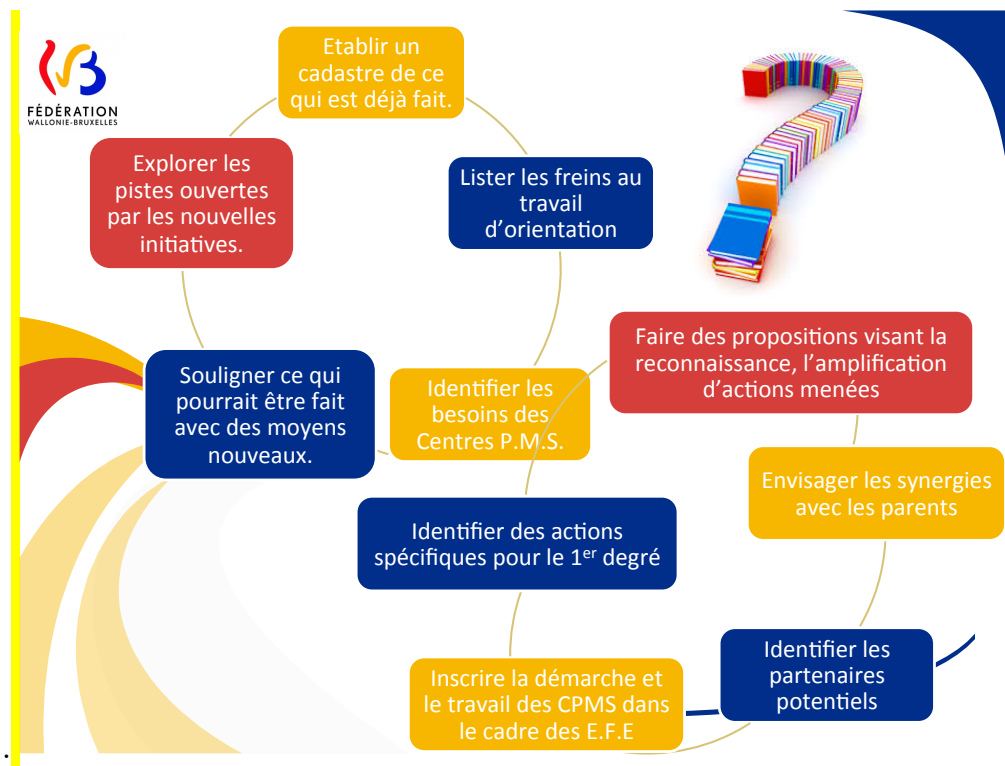 FÉDÉRATION
WALLONIE-BRUXELLES
Etablir un
cadastre de ce
qui est déjà fait.
Lister les freins au
travail
d’orientation
Identifier les
besoins des
Centres P.M.S.
Souligner ce qui
pourrait être fait
avec des moyens
nouveaux.
Explorer les
pistes ouvertes
par les nouvelles
initiatives.
Faire des propositions visant la
reconnaissance, l’amplification
d’actions menées
Envisager les synergies
avec les parents
Identifier les
partenaires
potentiels
Inscrire la démarche et
le travail des CPMS dans
le cadre des E.F.E
Identifier des actions
spécifiques pour le 1er degré
.